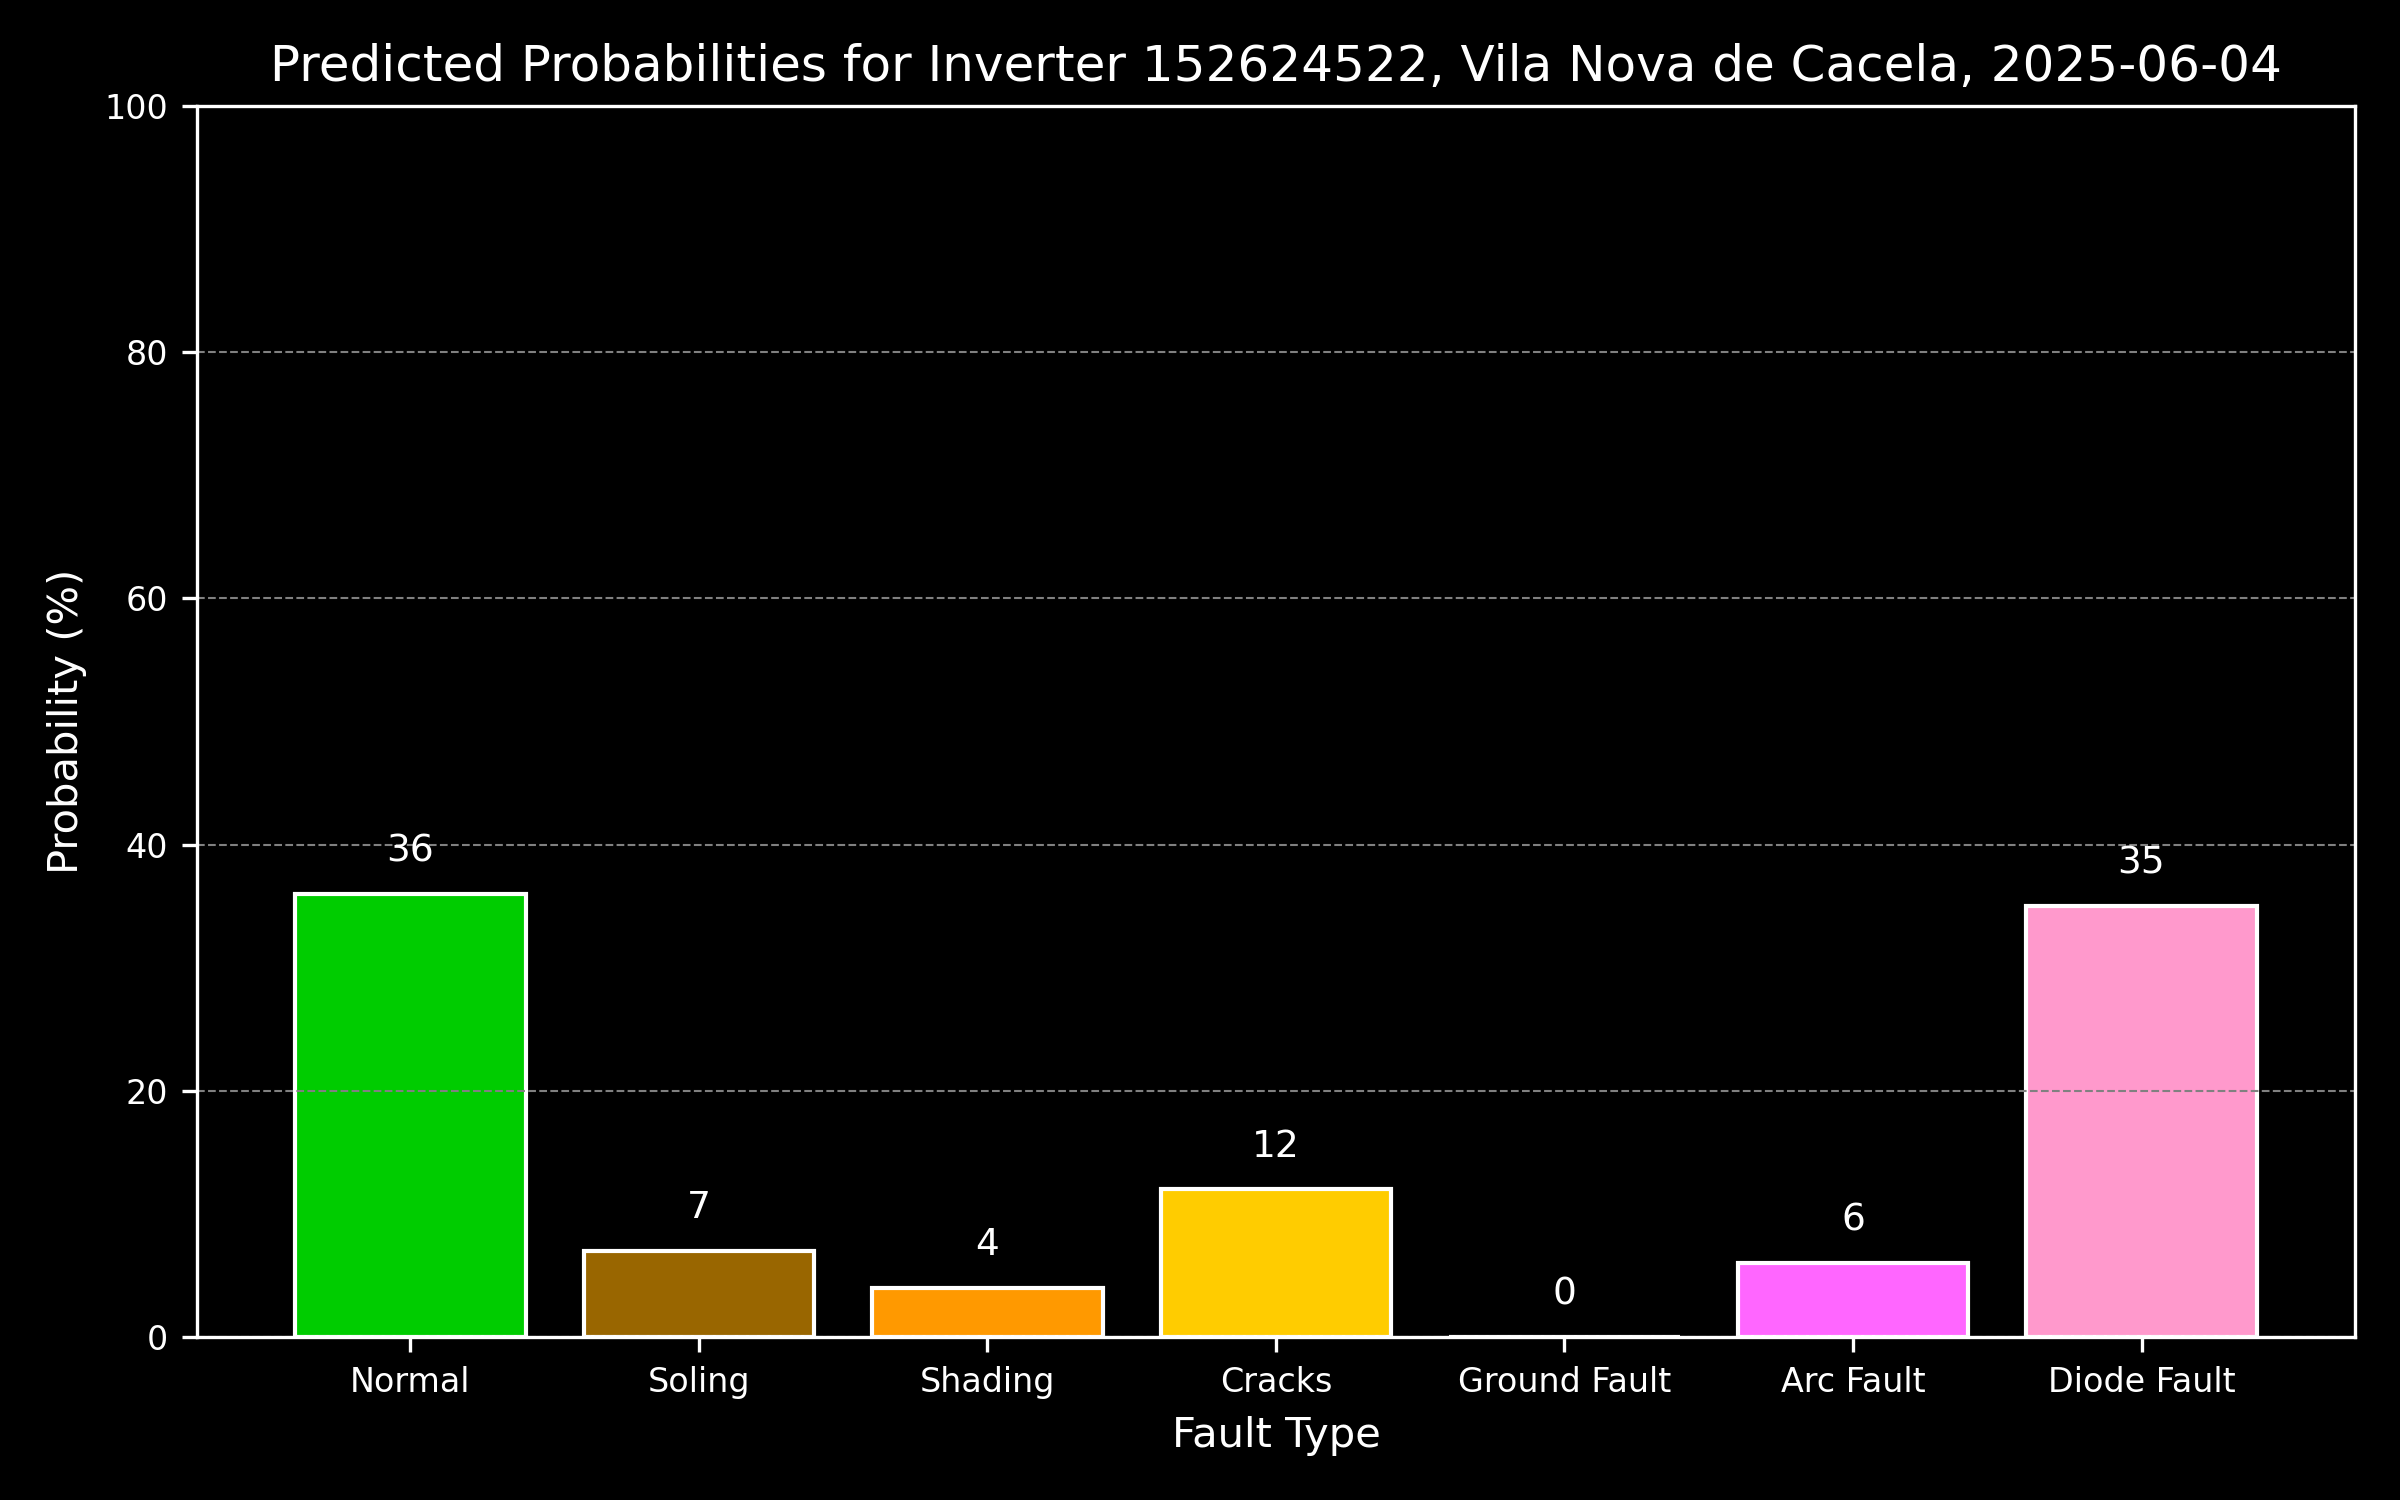 Predicted Probabilities for Inverter 152624522, Vila Nova de Cacela, 2025-06-04
Probability (%)
100
80
60
40
20
0
36
7
4
12
0
6
35
Normal
Soling
Shading
Cracks
Ground Fault
Arc Fault
Diode Fault
Fault Type